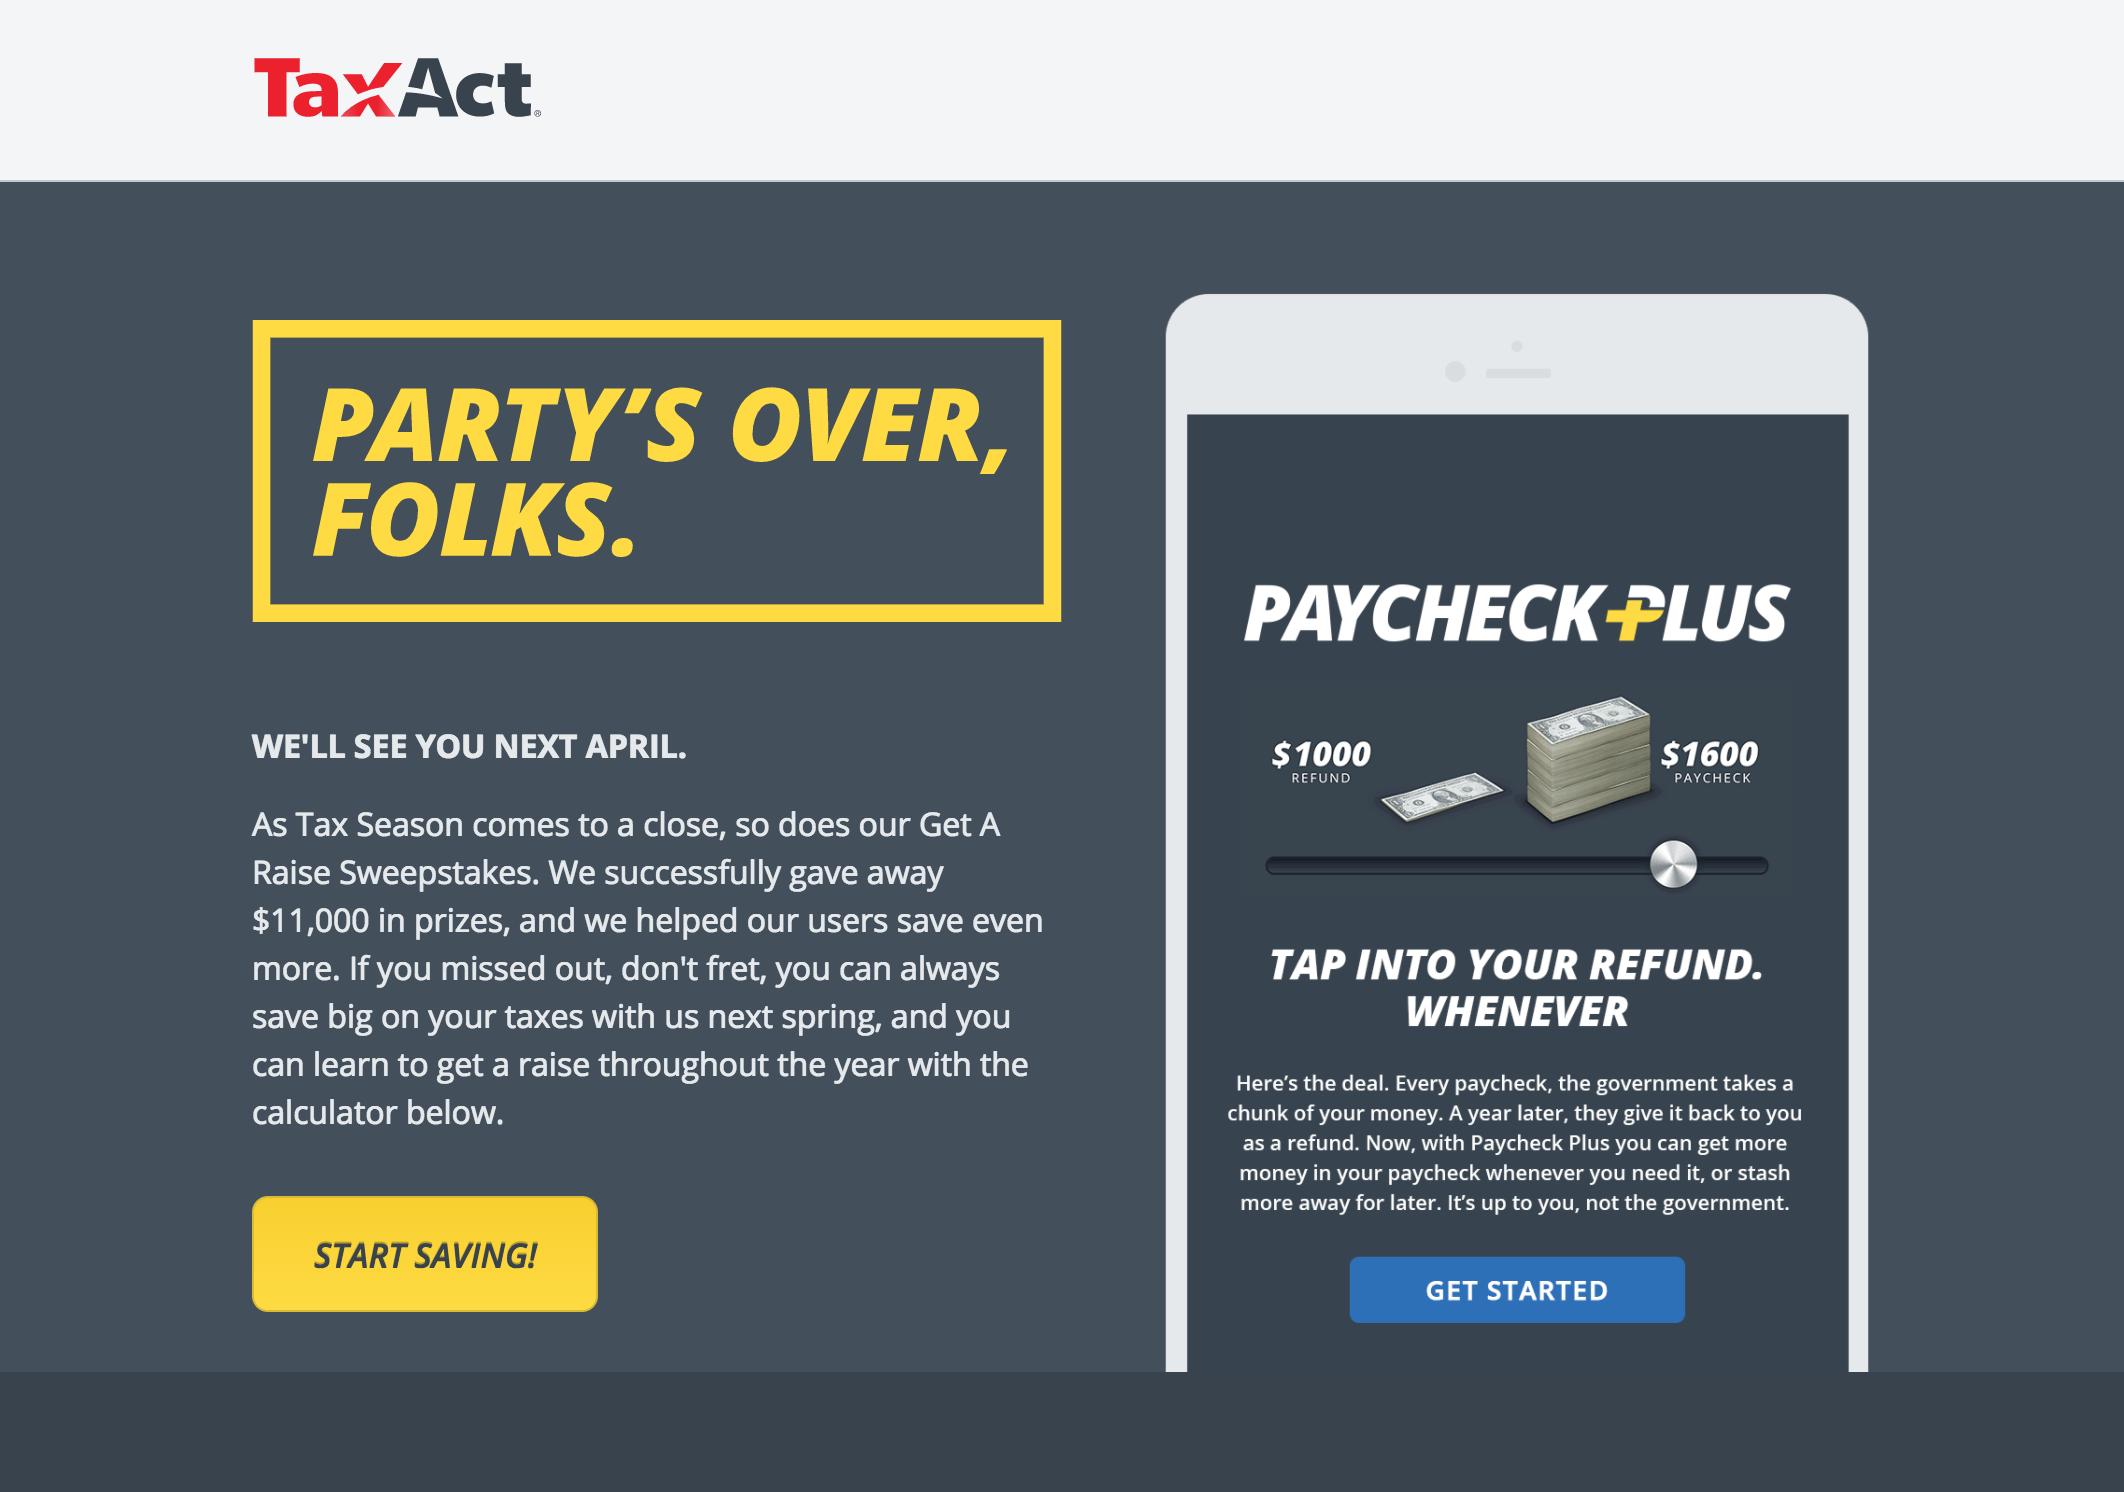 TaxAct®
PARTY’S OVER,
FOLKS.
WE'LL SEE YOU NEXT APRIL.
As Tax Season comes to a close, so does our Get A
Raise Sweepstakes. We successfully gave away
$11,000 in prizes, and we helped our users save even
more. If you missed out, don't fret, you can always
save big on your taxes with us next spring, and you
can learn to get a raise throughout the year with the
calculator below.
START SAVING!
PAYCHECK PLUS
$1000
REFUND
$1600
PAYCHECK
TAP INTO YOUR REFUND.
WHENEVER
Here’s the deal. Every paycheck, the government takes a
chunk of your money. A year later, they give it back to you
as a refund. Now, with Paycheck Plus you can get more
money in your paycheck whenever you need it, or stash
more away for later. It’s up to you, not the government.
GET STARTED